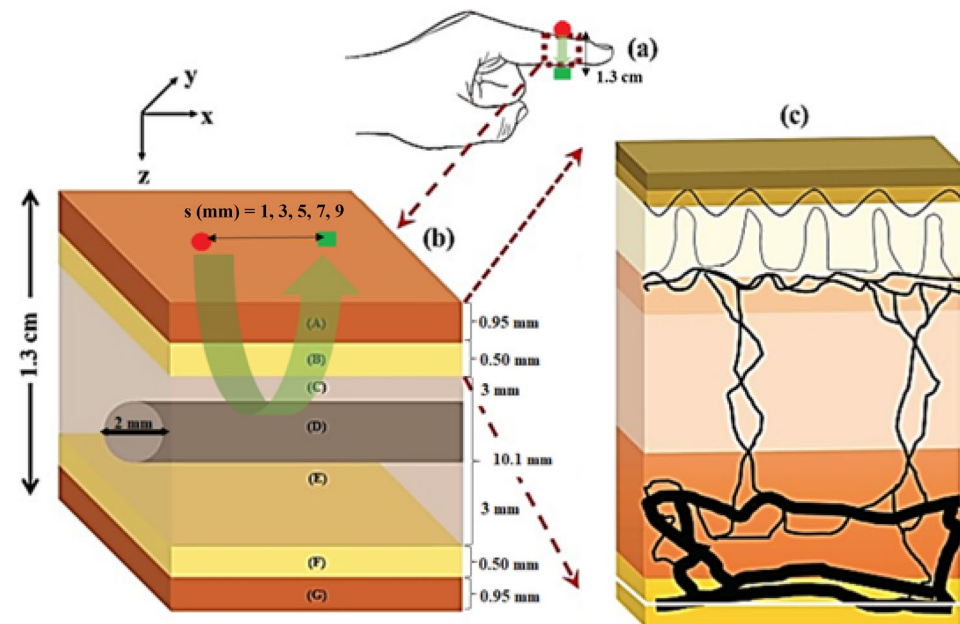 (a)
1.3 cm
y
x
z
(c)
s (mm) = 1, 3, 5, 7, 9
(b)
1.3 cm
(A)
0.95 mm
(B)
0.50 mm
(C)
3 mm
2 mm
(D)
10.1 mm
(E)
3 mm
(F)
0.50 mm
(G)
0.95 mm